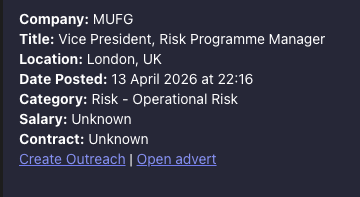 Company: MUFG
Title: Vice President, Risk Programme Manager
Location: London, UK
Date Posted: 13 April 2026 at 22:16
Category: Risk - Operational Risk
Salary: Unknown
Contract: Unknown
Create Outreach | Open advert